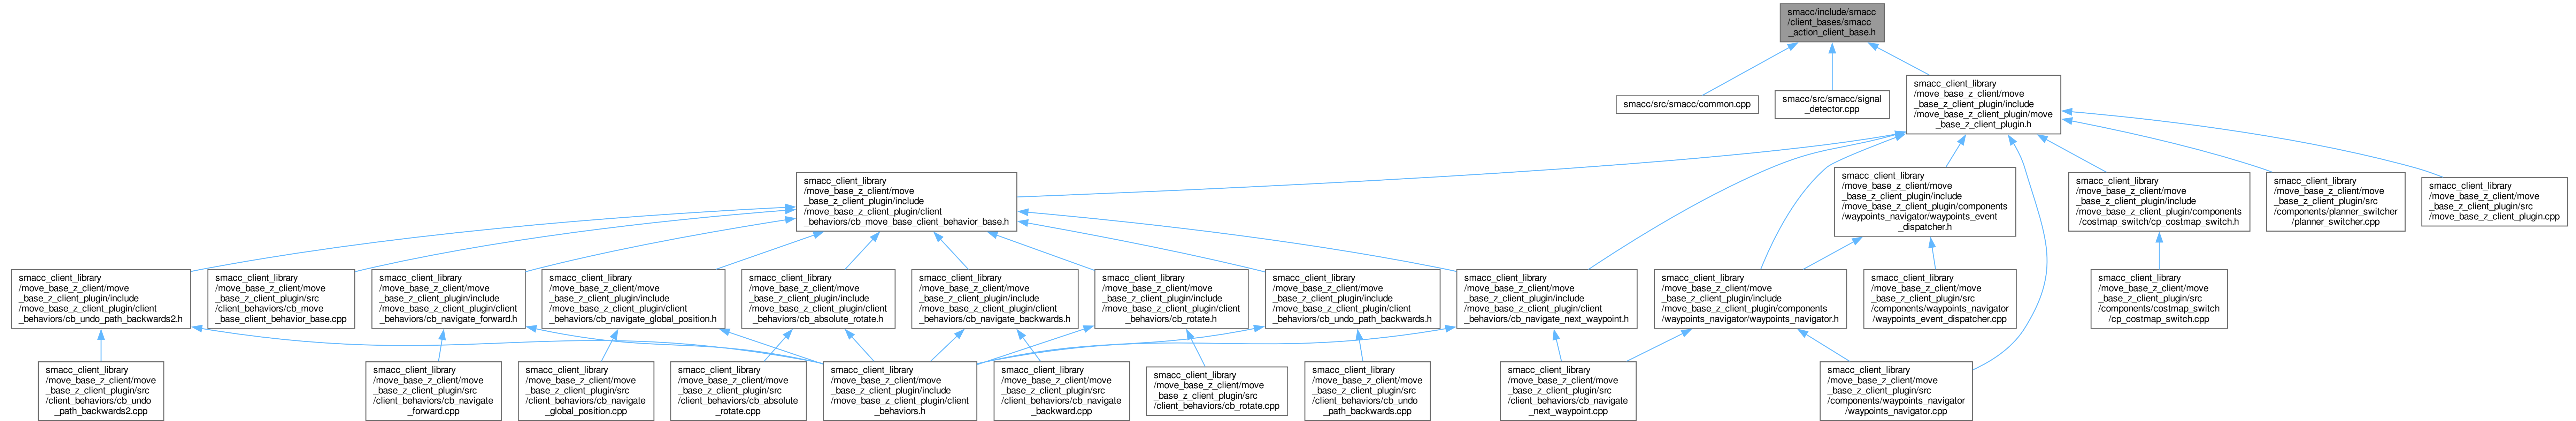 smacc/include/smacc
/client_bases/smacc
_action_client_base.h
smacc/src/smacc/common.cpp
smacc/src/smacc/signal
_detector.cpp
smacc_client_library
/move_base_z_client/move
_base_z_client_plugin/include
/move_base_z_client_plugin/move
_base_z_client_plugin.h
smacc_client_library
/move_base_z_client/move
_base_z_client_plugin/include
/move_base_z_client_plugin/client
_behaviors/cb_move_base_client_behavior_base.h
smacc_client_library
/move_base_z_client/move
_base_z_client_plugin/include
/move_base_z_client_plugin/components
/waypoints_navigator/waypoints_event
_dispatcher.h
smacc_client_library
/move_base_z_client/move
_base_z_client_plugin/include
/move_base_z_client_plugin/components
/costmap_switch/cp_costmap_switch.h
smacc_client_library
/move_base_z_client/move
_base_z_client_plugin/src
/components/planner_switcher
/planner_switcher.cpp
smacc_client_library
/move_base_z_client/move
_base_z_client_plugin/src
/move_base_z_client_plugin.cpp
smacc_client_library
/move_base_z_client/move
_base_z_client_plugin/include
/move_base_z_client_plugin/client
_behaviors/cb_undo_path_backwards2.h
smacc_client_library
/move_base_z_client/move
_base_z_client_plugin/src
/client_behaviors/cb_move
_base_client_behavior_base.cpp
smacc_client_library
/move_base_z_client/move
_base_z_client_plugin/include
/move_base_z_client_plugin/client
_behaviors/cb_navigate_forward.h
smacc_client_library
/move_base_z_client/move
_base_z_client_plugin/include
/move_base_z_client_plugin/client
_behaviors/cb_navigate_global_position.h
smacc_client_library
/move_base_z_client/move
_base_z_client_plugin/include
/move_base_z_client_plugin/client
_behaviors/cb_absolute_rotate.h
smacc_client_library
/move_base_z_client/move
_base_z_client_plugin/include
/move_base_z_client_plugin/client
_behaviors/cb_navigate_backwards.h
smacc_client_library
/move_base_z_client/move
_base_z_client_plugin/include
/move_base_z_client_plugin/client
_behaviors/cb_rotate.h
smacc_client_library
/move_base_z_client/move
_base_z_client_plugin/include
/move_base_z_client_plugin/client
_behaviors/cb_undo_path_backwards.h
smacc_client_library
/move_base_z_client/move
_base_z_client_plugin/include
/move_base_z_client_plugin/client
_behaviors/cb_navigate_next_waypoint.h
smacc_client_library
/move_base_z_client/move
_base_z_client_plugin/include
/move_base_z_client_plugin/components
/waypoints_navigator/waypoints_navigator.h
smacc_client_library
/move_base_z_client/move
_base_z_client_plugin/src
/components/waypoints_navigator
/waypoints_event_dispatcher.cpp
smacc_client_library
/move_base_z_client/move
_base_z_client_plugin/src
/components/costmap_switch
/cp_costmap_switch.cpp
smacc_client_library
/move_base_z_client/move
_base_z_client_plugin/src
/client_behaviors/cb_undo
_path_backwards2.cpp
smacc_client_library
/move_base_z_client/move
_base_z_client_plugin/src
/client_behaviors/cb_navigate
_forward.cpp
smacc_client_library
/move_base_z_client/move
_base_z_client_plugin/src
/client_behaviors/cb_navigate
_global_position.cpp
smacc_client_library
/move_base_z_client/move
_base_z_client_plugin/src
/client_behaviors/cb_absolute
_rotate.cpp
smacc_client_library
/move_base_z_client/move
_base_z_client_plugin/include
/move_base_z_client_plugin/client
_behaviors.h
smacc_client_library
/move_base_z_client/move
_base_z_client_plugin/src
/client_behaviors/cb_navigate
_backward.cpp
smacc_client_library
/move_base_z_client/move
_base_z_client_plugin/src
/client_behaviors/cb_rotate.cpp
smacc_client_library
/move_base_z_client/move
_base_z_client_plugin/src
/client_behaviors/cb_undo
_path_backwards.cpp
smacc_client_library
/move_base_z_client/move
_base_z_client_plugin/src
/client_behaviors/cb_navigate
_next_waypoint.cpp
smacc_client_library
/move_base_z_client/move
_base_z_client_plugin/src
/components/waypoints_navigator
/waypoints_navigator.cpp